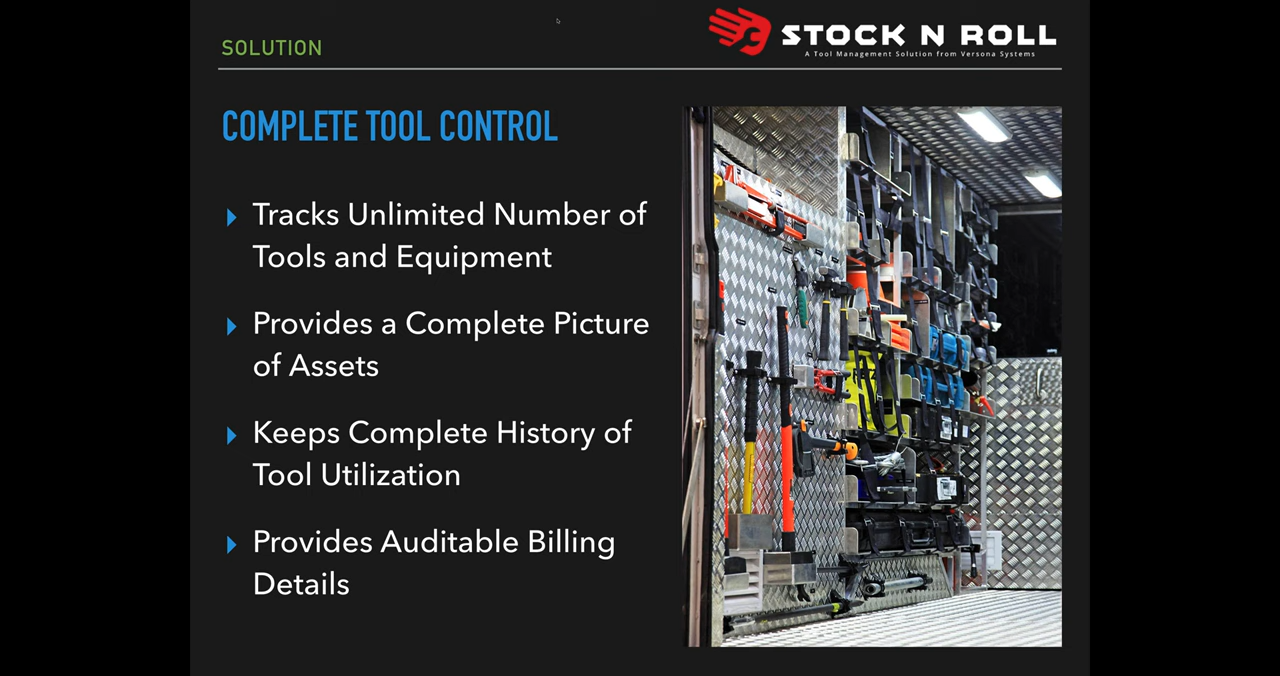 SOLUTION
STOCK N ROLL
A Tool Management Solution from Versona Systems
COMPLETE TOOL CONTROL
Tracks Unlimited Number of
Tools and Equipment
Provides a Complete Picture
of Assets
Keeps Complete History of
Tool Utilization
Provides Auditable Billing
Details